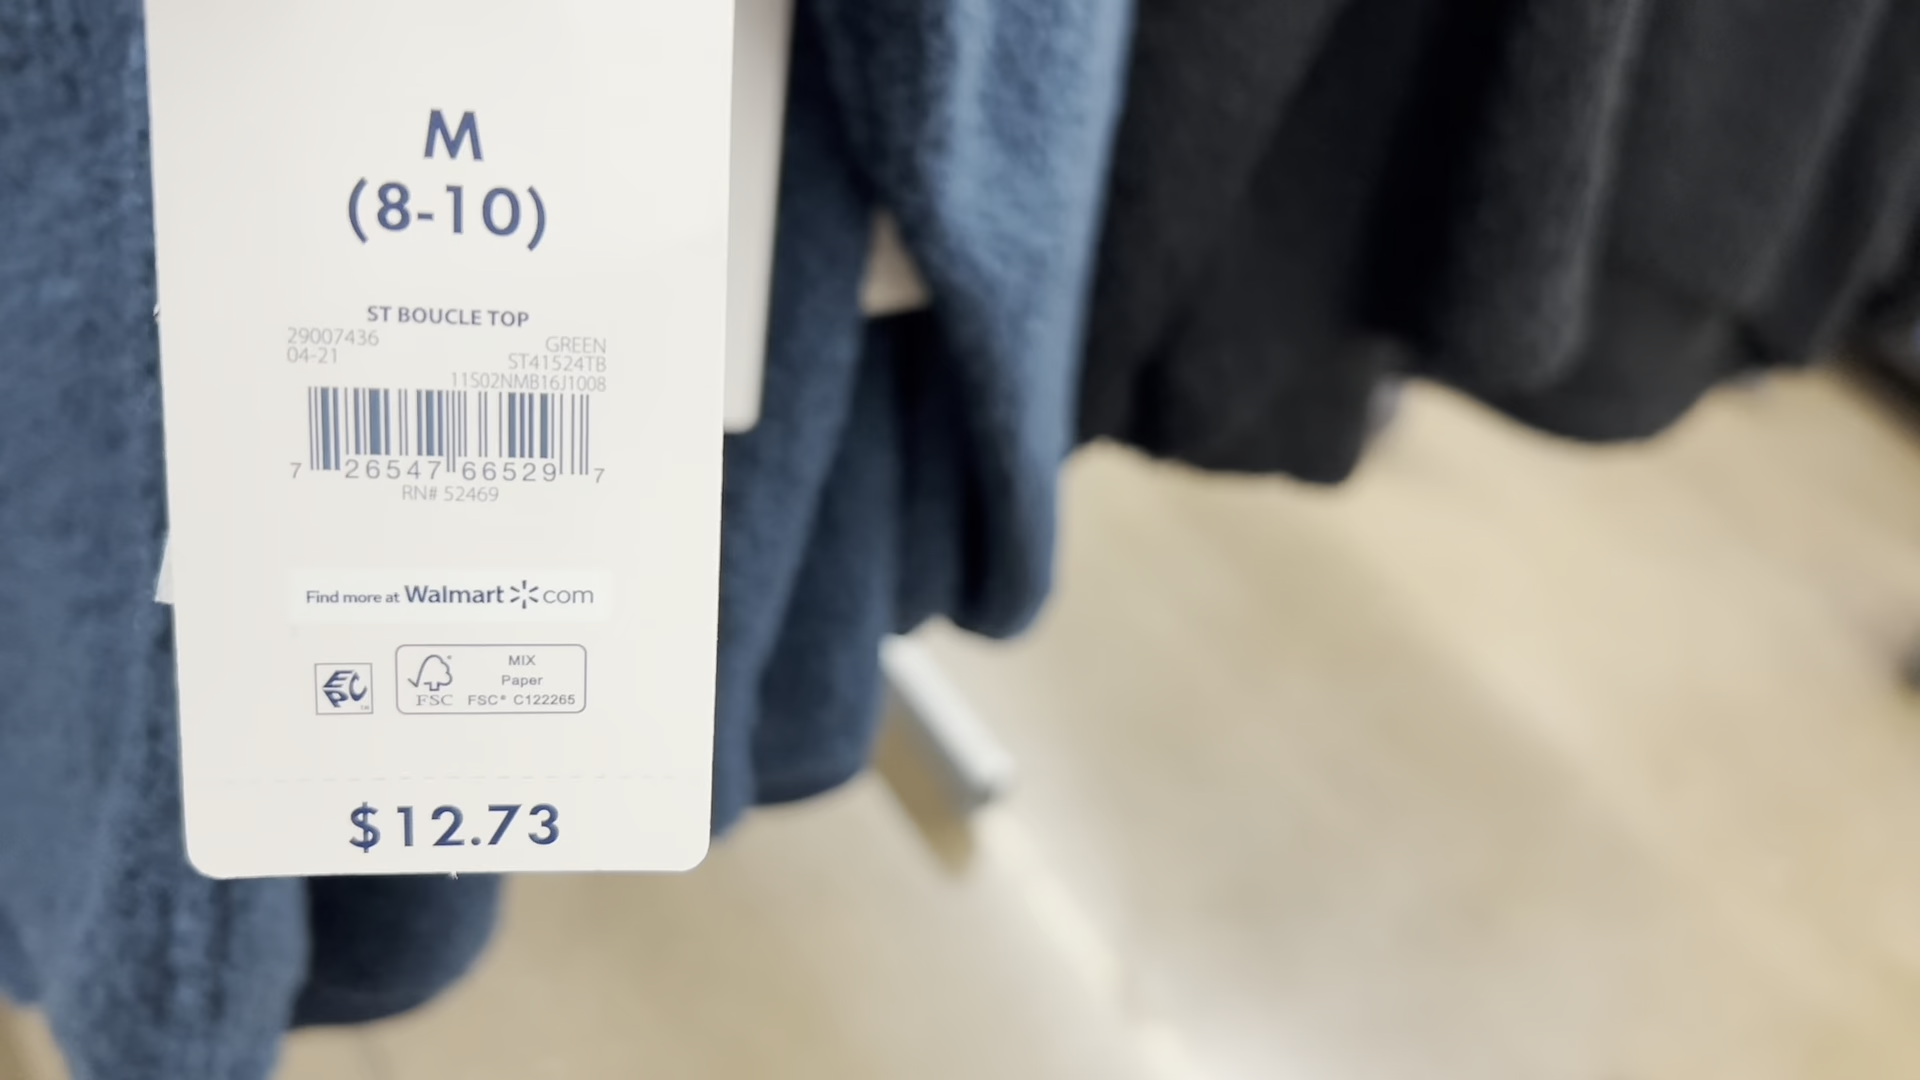 M
(8-10)
ST BOUCLE TOP
29007436 GREEN
04-21 ST41524TB
11S02NMB16J1008
7 26547 66529 7
RN# 52469
Find more at Walmart com
EPC
FSC
MIX
Paper
FSC® C122265
$12.73